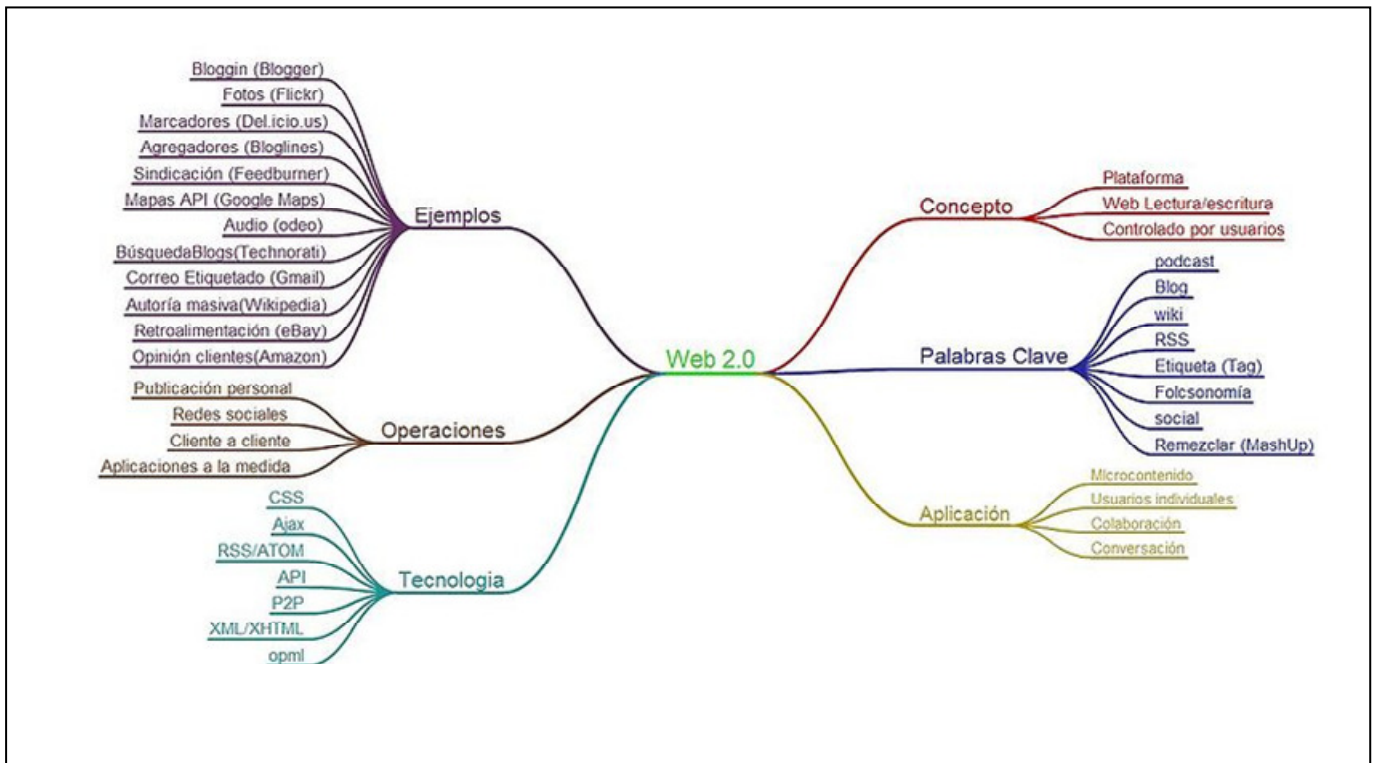 Web 2.0
Ejemplos
Bloggin (Blogger)
Fotos (Flickr)
Marcadores (Del.icio.us)
Agregadores (Bloglines)
Sindicación (Feedburner)
Mapas API (Google Maps)
Audio (odeo)
BúsquedaBlogs(Technorati)
Correo Etiquetado (Gmail)
Autoría masiva(Wikipedia)
Retroalimentación (eBay)
Opinión clientes(Amazon)
Operaciones
Publicación personal
Redes sociales
Cliente a cliente
Aplicaciones a la medida
Tecnologia
CSS
Ajax
RSS/ATOM
API
P2P
XML/XHTML
opml
Concepto
Plataforma
Web Lectura/escritura
Controlado por usuarios
Palabras Clave
podcast
Blog
wiki
RSS
Etiqueta (Tag)
Folcsonomía
social
Remezclar (MashUp)
Aplicación
Microcontenido
Usuarios individuales
Colaboración
Conversación